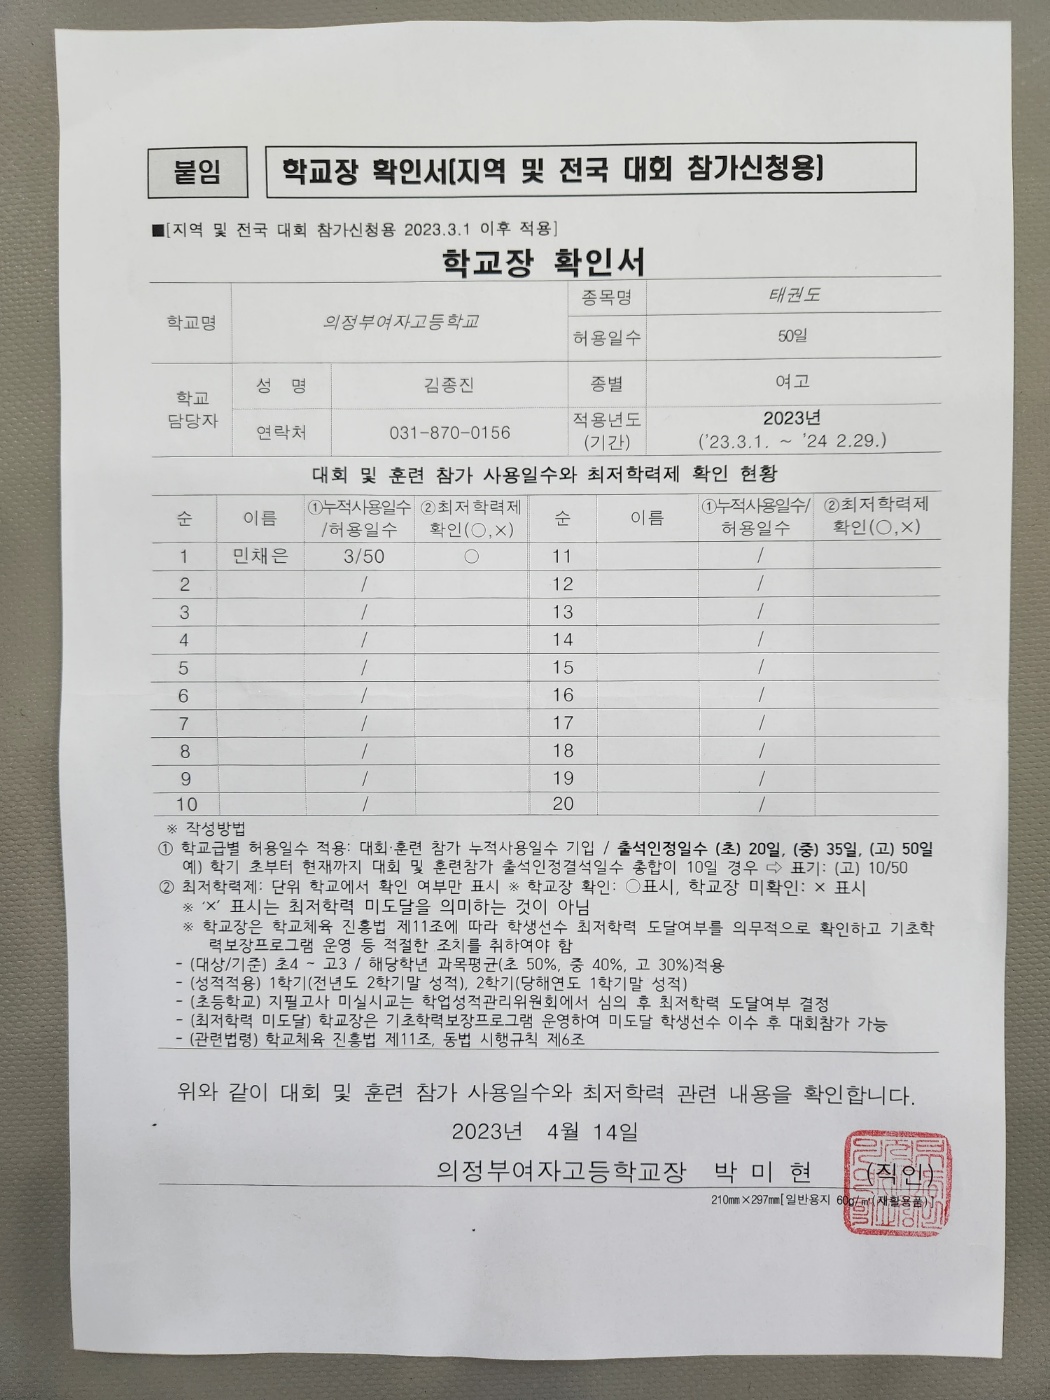 붙임
학교장 확인서(지역 및 전국 대회 참가신청용)
■[지역 및 전국 대회 참가신청용 2023.3.1 이후 적용]
학교장 확인서
학교명 의정부여자고등학교 종목명 태권도
허용일수 50일
학교 담당자 성 명 김종진 종별 여고
연락처 031-870-0156 적용년도 (기간) 2023년 ('23.3.1. ~ '24 2.29.)
대회 및 훈련 참가 사용일수와 최저학력제 확인 현황
순 이름 ①누적사용일수 /허용일수 ②최저학력제 확인(○,×) 순 이름 ①누적사용일수/ 허용일수 ②최저학력제 확인(○,×)
1 민채은 3/50 ○ 11 /
2 / 12 /
3 / 13 /
4 / 14 /
5 / 15 /
6 / 16 /
7 / 17 /
8 / 18 /
9 / 19 /
10 / 20 /
※ 작성방법
① 학교급별 허용일수 적용: 대회·훈련 참가 누적사용일수 기입 / 출석인정일수 (초) 20일, (중) 35일, (고) 50일
예) 학기 초부터 현재까지 대회 및 훈련참가 출석인정결석일수 총합이 10일 경우 ⇨ 표기: (고) 10/50
② 최저학력제: 단위 학교에서 확인 여부만 표시 ※ 학교장 확인: ○표시, 학교장 미확인: × 표시
※ '×' 표시는 최저학력 미도달을 의미하는 것이 아님
※ 학교장은 학교체육 진흥법 제11조에 따라 학생선수 최저학력 도달여부를 의무적으로 확인하고 기초학
력보장프로그램 운영 등 적절한 조치를 취하여야 함
- (대상/기준) 초4 ~ 고3 / 해당학년 과목평균(초 50%, 중 40%, 고 30%)적용
- (성적적용) 1학기(전년도 2학기말 성적), 2학기(당해연도 1학기말 성적)
- (초등학교) 지필고사 미실시교는 학업성적관리위원회에서 심의 후 최저학력 도달여부 결정
- (최저학력 미도달) 학교장은 기초학력보장프로그램 운영하여 미도달 학생선수 이수 후 대회참가 가능
- (관련법령) 학교체육 진흥법 제11조, 동법 시행규칙 제6조
위와 같이 대회 및 훈련 참가 사용일수와 최저학력 관련 내용을 확인합니다.
2023년 4월 14일
의정부여자고등학교장 박 미 현 (직인)
210㎜×297㎜[일반용지 60g/㎡(재활용품)]